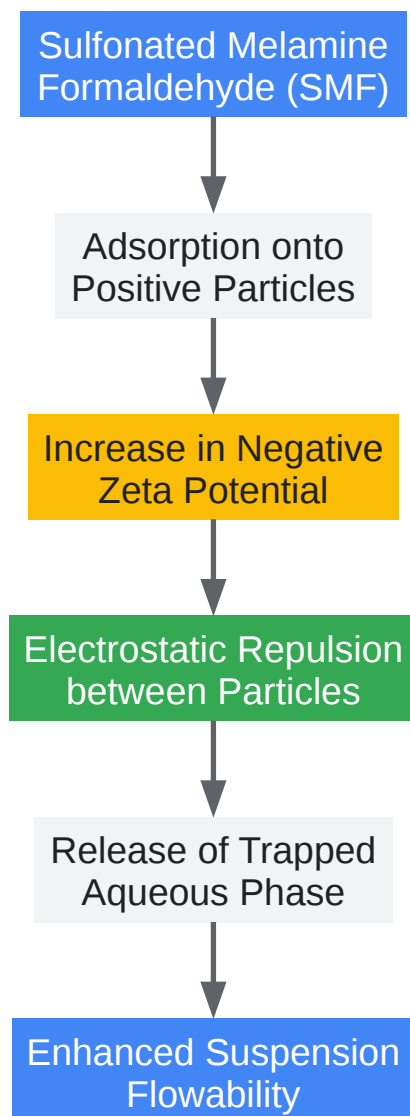 Sulfonated Melamine
Formaldehyde (SMF)
Adsorption onto
Positive Particles
Increase in Negative
Zeta Potential
Electrostatic Repulsion
between Particles
Release of Trapped
Aqueous Phase
Enhanced Suspension
Flowability